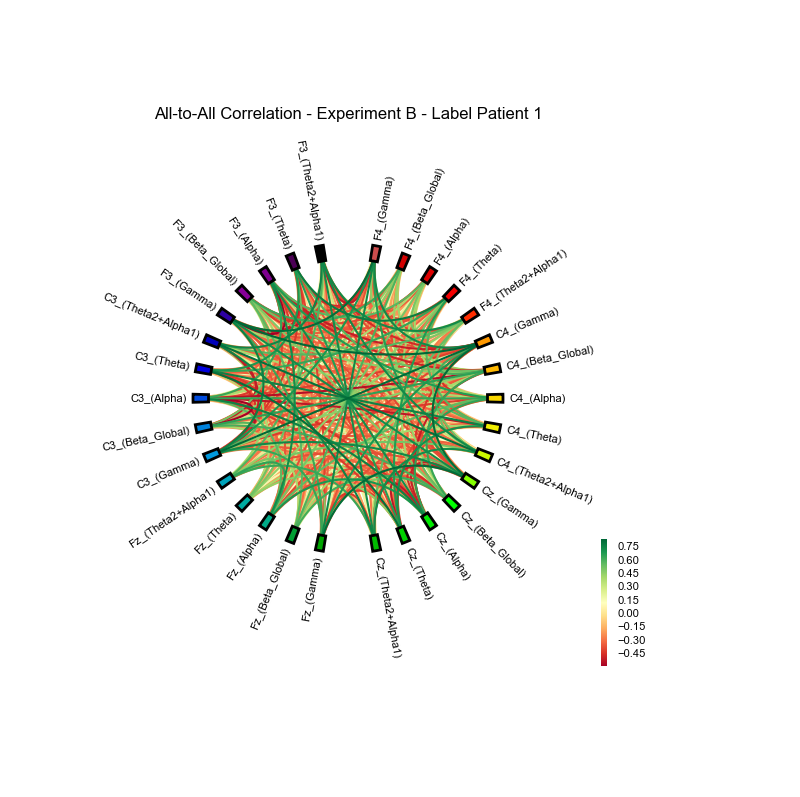 All-to-All Correlation - Experiment B - Label Patient 1
F3_(Theta2+Alpha1)
F3_(Theta)
F3_(Alpha)
F3_(Beta_Global)
F3_(Gamma)
C3_(Theta2+Alpha1)
C3_(Theta)
C3_(Alpha)
C3_(Beta_Global)
C3_(Gamma)
Fz_(Theta2+Alpha1)
Fz_(Theta)
Fz_(Alpha)
Fz_(Beta_Global)
Fz_(Gamma)
F4_(Gamma)
F4_(Beta_Global)
F4_(Alpha)
F4_(Theta)
F4_(Theta2+Alpha1)
C4_(Gamma)
C4_(Beta_Global)
C4_(Alpha)
C4_(Theta)
C4_(Theta2+Alpha1)
Cz_(Gamma)
Cz_(Beta_Global)
Cz_(Alpha)
Cz_(Theta)
Cz_(Theta2+Alpha1)
0.75
0.60
0.45
0.30
0.15
0.00
−0.15
−0.30
−0.45